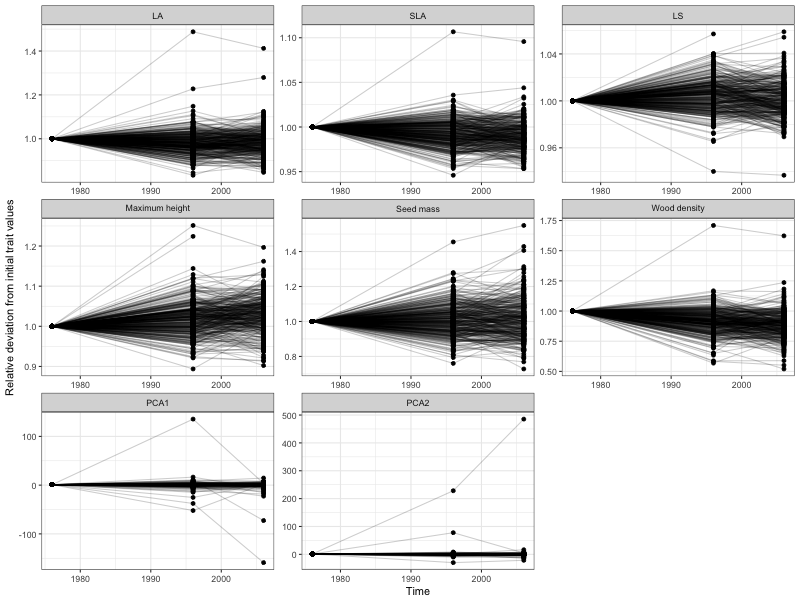 LA
SLA
LS
1.4
1.2
1.0
1.10
1.05
1.00
0.95
1.04
1.00
0.96
1980 1990 2000
1980 1990 2000
1980 1990 2000
Maximum height
Seed mass
Wood density
1.2
1.1
1.0
0.9
1.4
1.2
1.0
0.8
1.75
1.50
1.25
1.00
0.75
0.50
1980 1990 2000
1980 1990 2000
1980 1990 2000
PCA1
PCA2
100
0
-100
500
400
300
200
100
0
1980 1990 2000
1980 1990 2000
Relative deviation from initial trait values
Time